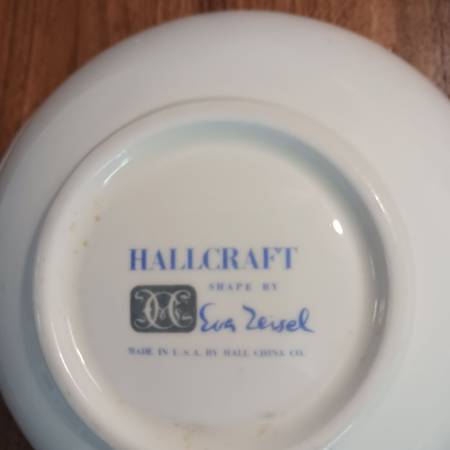 HALLCRAFT
SHAPE BY
Eva Zeisel
MADE IN U.S.A. BY HALL CHINA CO.